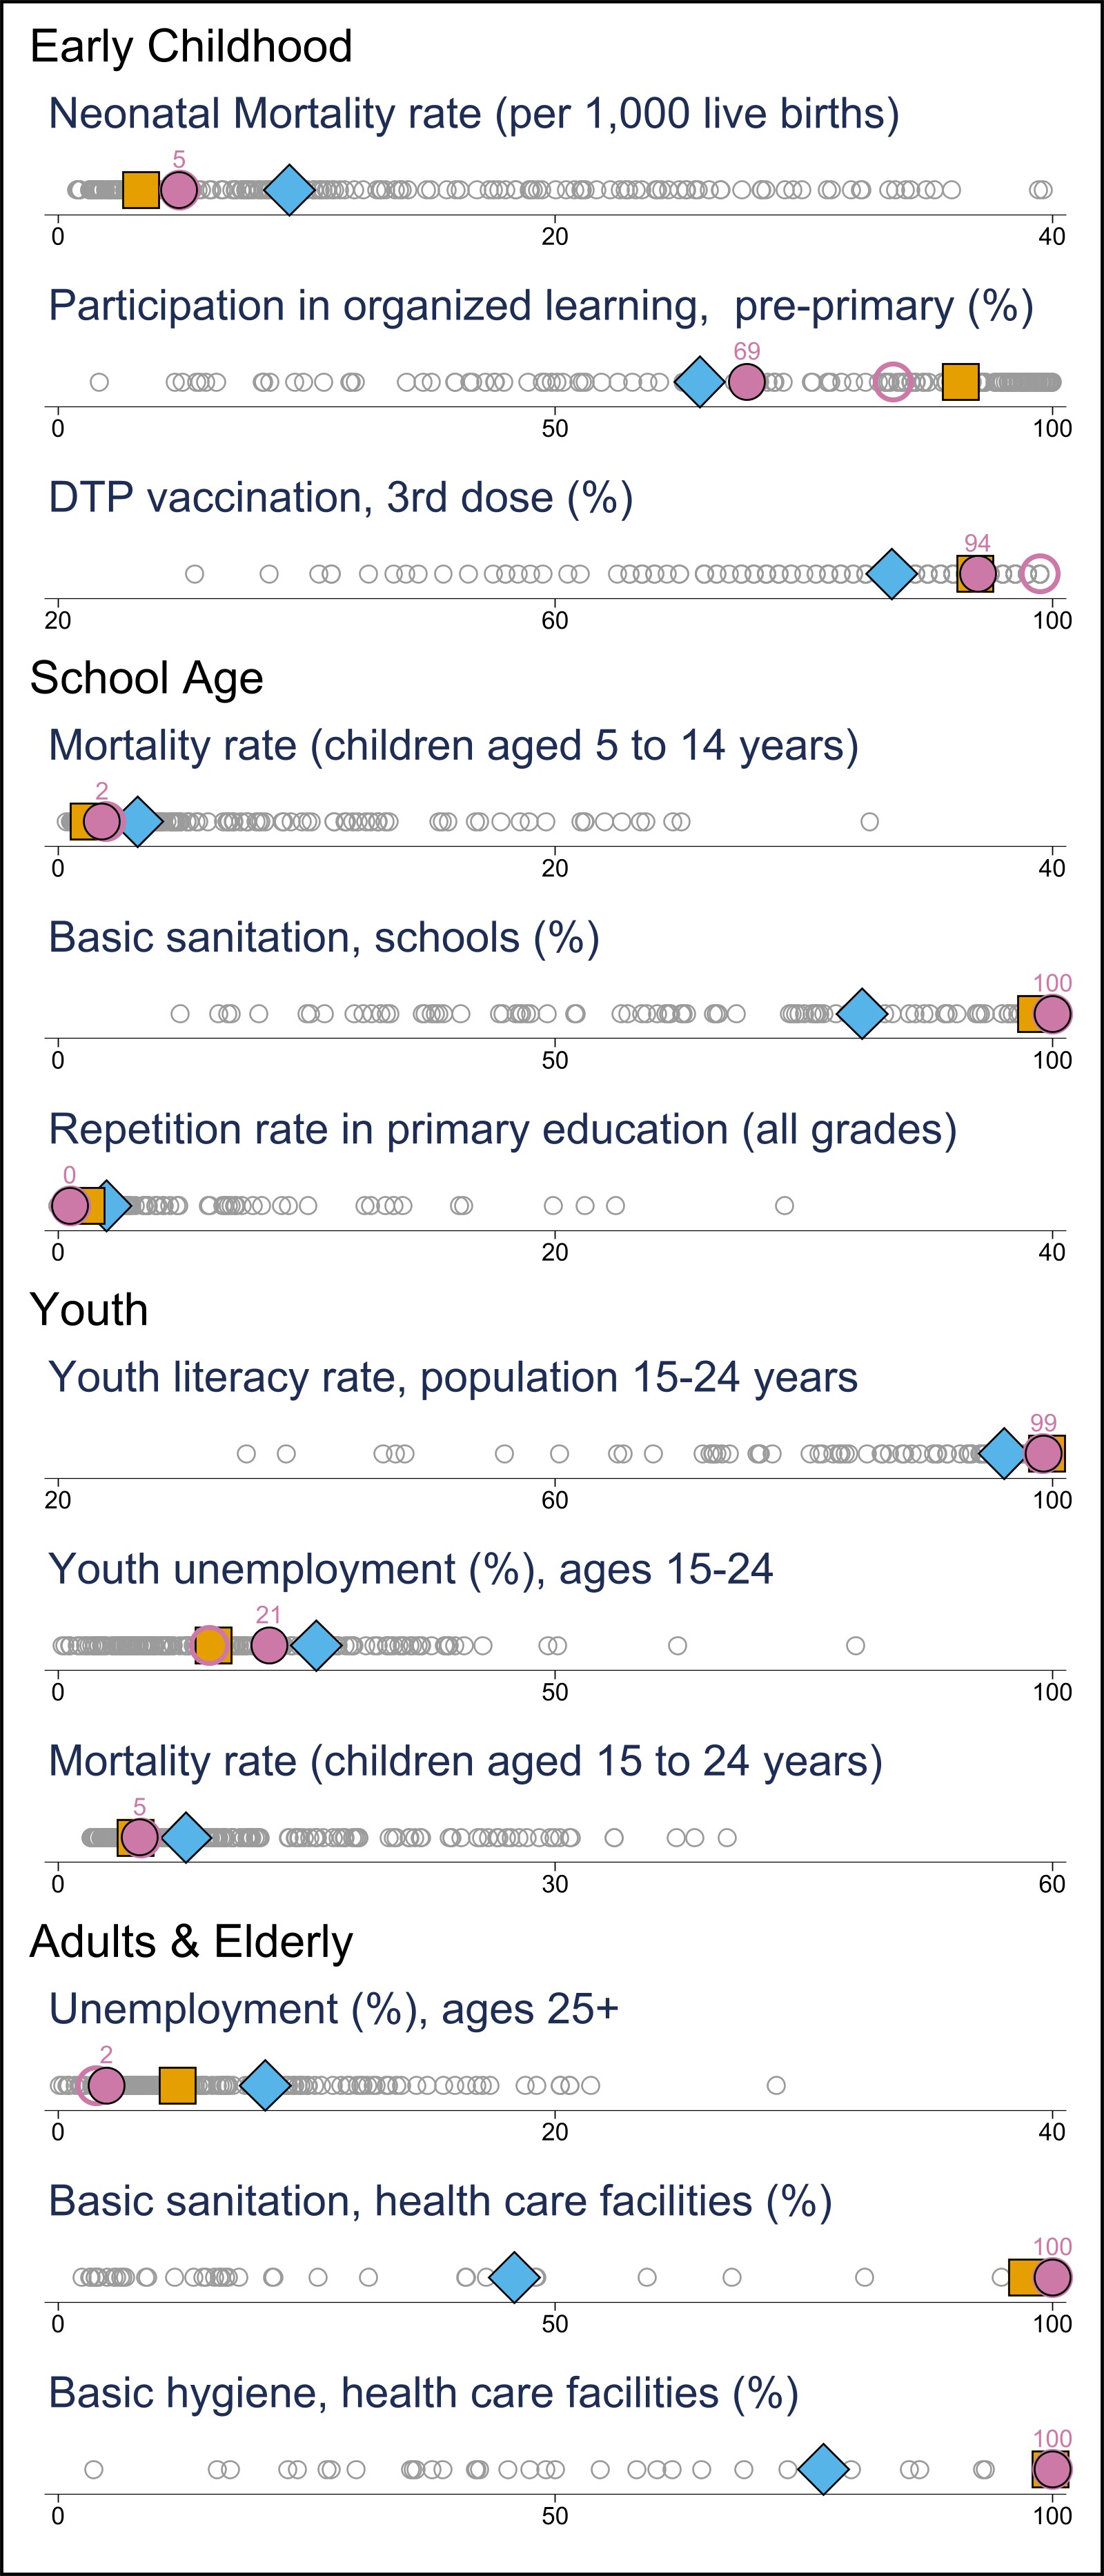 Early Childhood
Neonatal Mortality rate (per 1,000 live births)
5
0 20 40
Participation in organized learning,  pre-primary (%)
69
0 50 100
DTP vaccination, 3rd dose (%)
94
20 60 100
School Age
Mortality rate (children aged 5 to 14 years)
2
0 20 40
Basic sanitation, schools (%)
100
0 50 100
Repetition rate in primary education (all grades)
0
0 20 40
Youth
Youth literacy rate, population 15-24 years
99
20 60 100
Youth unemployment (%), ages 15-24
21
0 50 100
Mortality rate (children aged 15 to 24 years)
5
0 30 60
Adults & Elderly
Unemployment (%), ages 25+
2
0 20 40
Basic sanitation, health care facilities (%)
100
0 50 100
Basic hygiene, health care facilities (%)
100
0 50 100